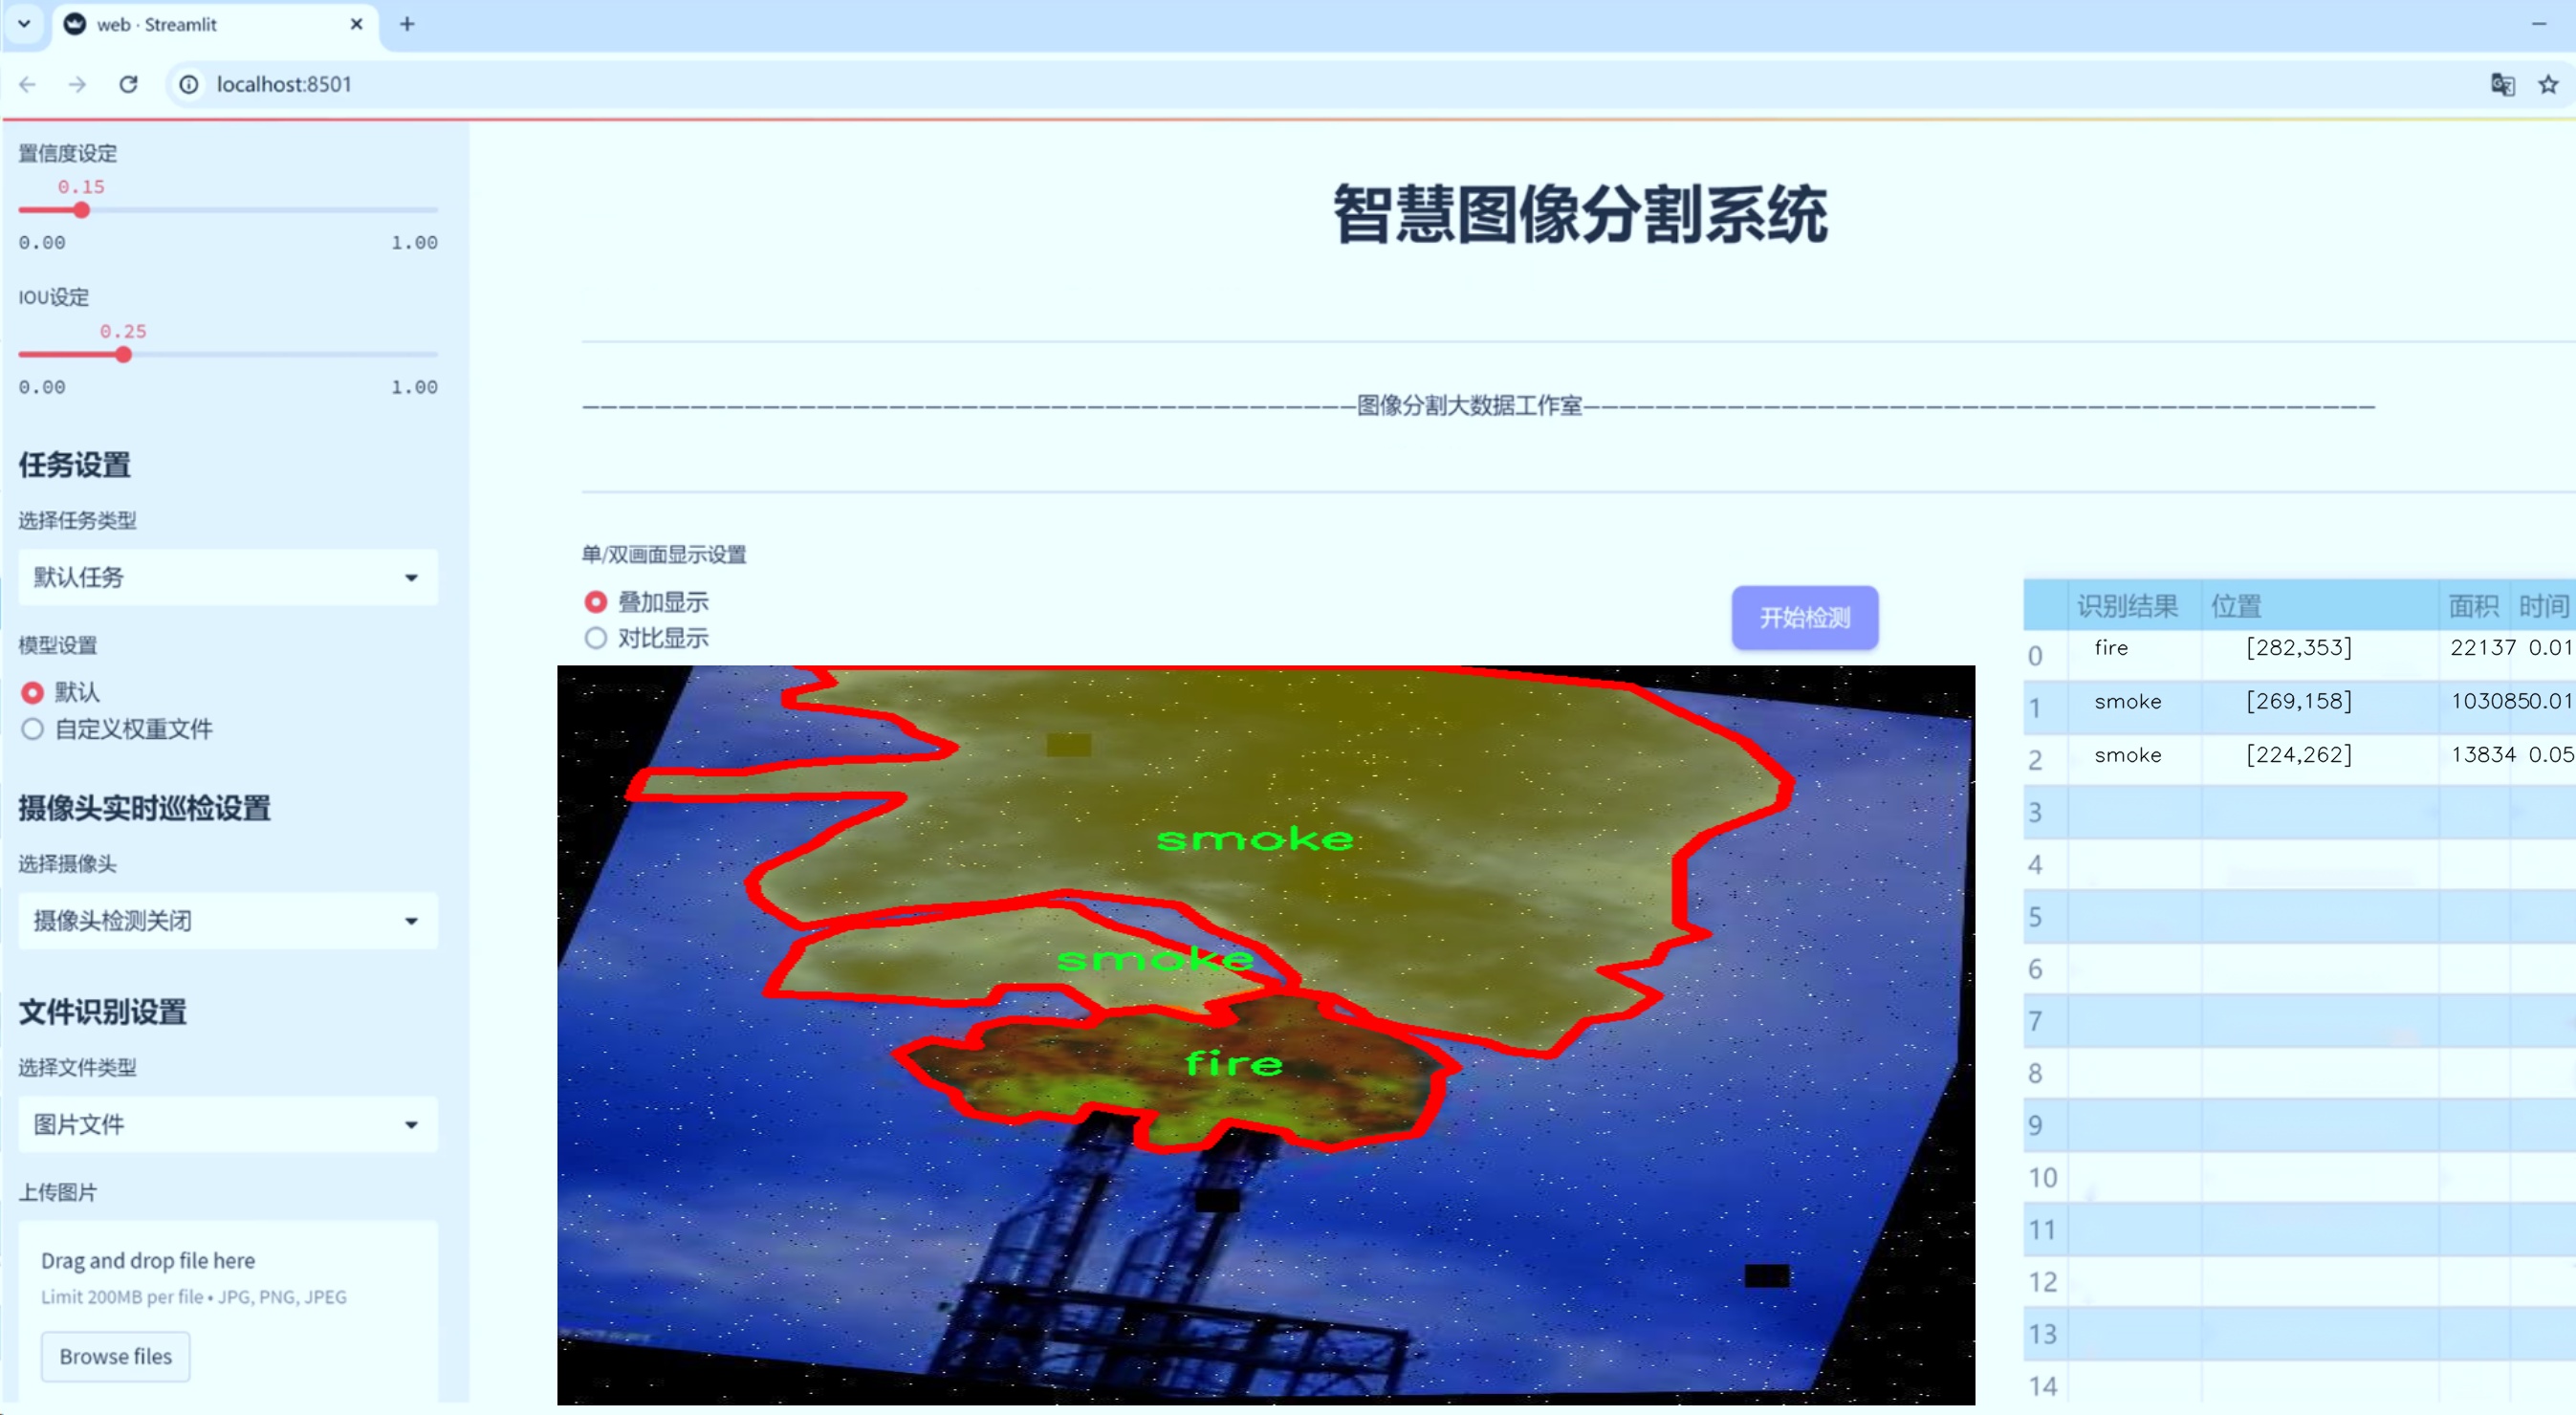 web · Streamlit
localhost:8501
置信度设定
0.15
0.00 1.00
IOU设定
0.25
0.00 1.00
任务设置
选择任务类型
默认任务
模型设置
默认
自定义权重文件
摄像头实时巡检设置
选择摄像头
摄像头检测关闭
文件识别设置
选择文件类型
图片文件
上传图片
Drag and drop file here
Limit 200MB per file • JPG, PNG, JPEG
Browse files
智慧图像分割系统
图像分割大数据工作室
单/双画面显示设置
叠加显示
对比显示
开始检测
smoke
smoke
fire
识别结果 位置 面积 时间
0 fire [282,353] 22137 0.01
1 smoke [269,158] 1030850.01
2 smoke [224,262] 13834 0.05
3
4
5
6
7
8
9
10
11
12
13
14